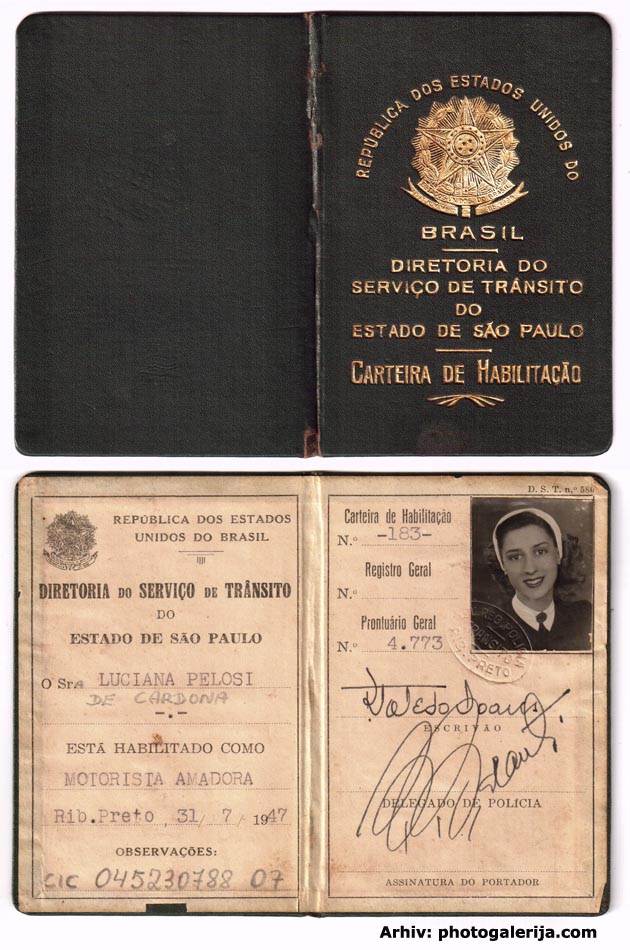 REPÚBLICA DOS ESTADOS UNIDOS DO
BRASIL
DIRETORIA DO
SERVIÇO DE TRÂNSITO
DO
ESTADO DE SÃO PAULO
CARTEIRA DE HABILITAÇÃO
REPÚBLICA DOS ESTADOS
UNIDOS DO BRASIL
DIRETORIA DO SERVIÇO DE TRÂNSITO
DO
ESTADO DE SÃO PAULO
O Sra LUCIANA PELOSI
DE CARDONA
-.-
ESTÁ HABILITADO COMO
MOTORISTA AMADORA
Rib.Preto, 31/ 7/ 1947
OBSERVAÇÕES:
CIC 045230788 07
D. S. T. n.º 586
Carteira de Habilitação
N.º -183-
Registro Geral
N.º
Prontuário Geral
N.º 4.773
ESCRIVÃO
DELEGADO DE POLÍCIA
ASSINATURA DO PORTADOR
Arhiv: photogalerija.com